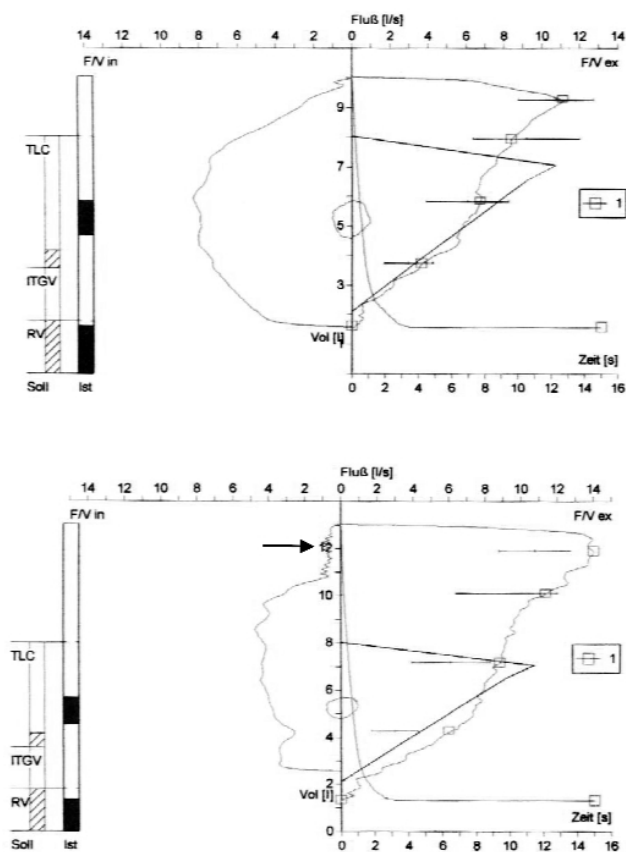 Fluß [l/s]
14 12 10 8 6 4 2 0 2 4 6 8 10 12 14
F/V in F/V ex
9
TLC
7
1
5
ITGV
3
RV
Vol [l]
1
Zeit [s]
Soll Ist
0 2 4 6 8 10 12 14 16
Fluß [l/s]
14 12 10 8 6 4 2 0 2 4 6 8 10 12 14
F/V in F/V ex
12
10
8
TLC
1
6
4
ITGV
2
RV
Vol [l]
Zeit [s]
0
Soll Ist
0 2 4 6 8 10 12 14 16